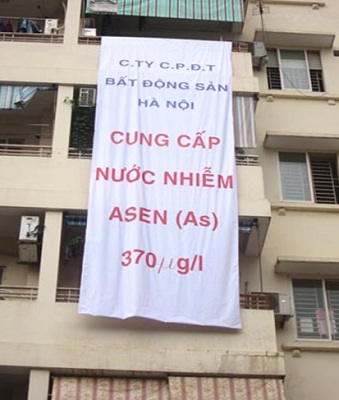 C.TY C.P.Đ.T
BẤT ĐỘNG SẢN
HÀ NỘI
CUNG CẤP
NƯỚC NHIỄM
ASEN (As)
370µg/l